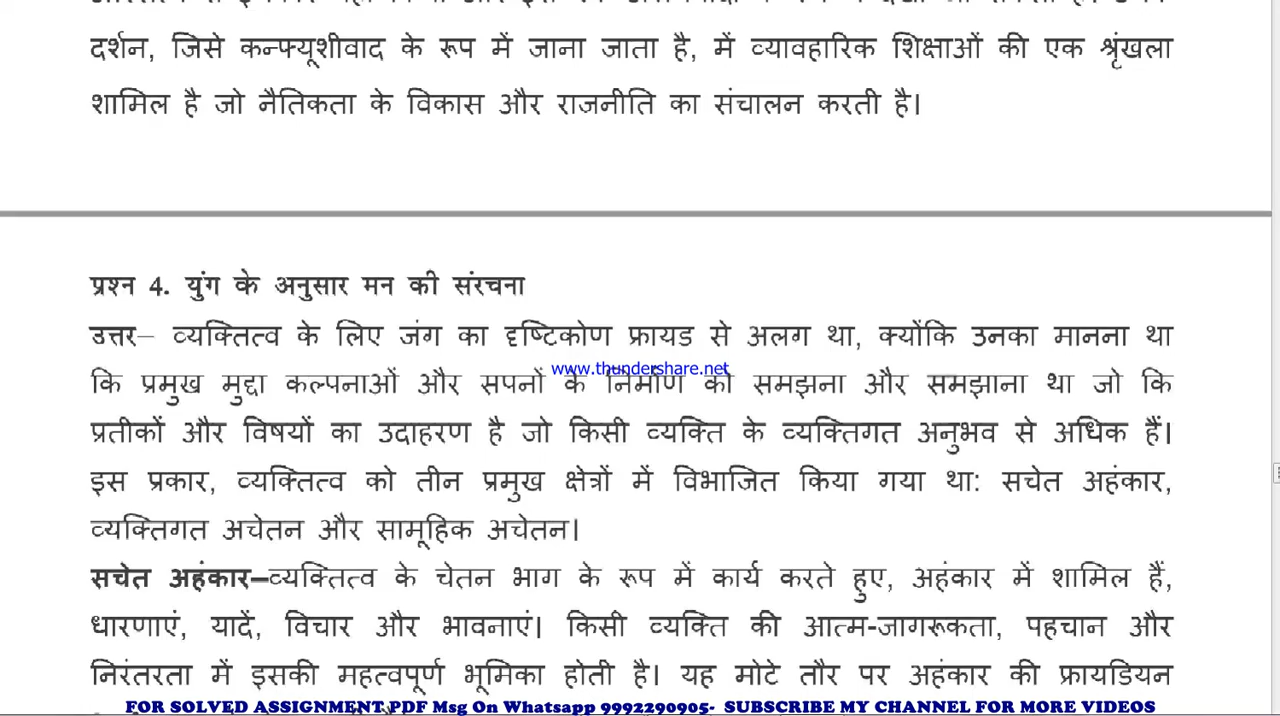 दर्शन, जिसे कन्फ्यूशीवाद के रूप में जाना जाता है, में व्यावहारिक शिक्षाओं की एक श्रृंखला
शामिल है जो नैतिकता के विकास और राजनीति का संचालन करती है।
प्रश्न 4. युंग के अनुसार मन की संरचना
उत्तर– व्यक्तित्व के लिए जंग का दृष्टिकोण फ्रायड से अलग था, क्योंकि उनका मानना था
www.thundershare.net
कि प्रमुख मुद्दा कल्पनाओं और सपनों के निर्माण को समझना और समझाना था जो कि
प्रतीकों और विषयों का उदाहरण है जो किसी व्यक्ति के व्यक्तिगत अनुभव से अधिक हैं।
इस प्रकार, व्यक्तित्व को तीन प्रमुख क्षेत्रों में विभाजित किया गया था: सचेत अहंकार,
व्यक्तिगत अचेतन और सामूहिक अचेतन।
सचेत अहंकार–व्यक्तित्व के चेतन भाग के रूप में कार्य करते हुए, अहंकार में शामिल हैं,
धारणाएं, यादें, विचार और भावनाएं। किसी व्यक्ति की आत्म-जागरूकता, पहचान और
निरंतरता में इसकी महत्वपूर्ण भूमिका होती है। यह मोटे तौर पर अहंकार की फ्रायडियन
FOR SOLVED ASSIGNMENT PDF Msg On Whatsapp 9992290905- SUBSCRIBE MY CHANNEL FOR MORE VIDEOS